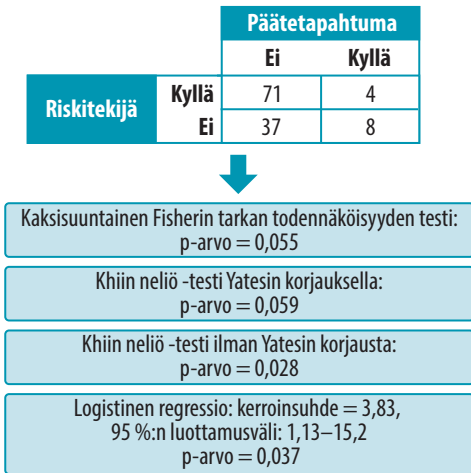 Päätetapahtuma
Ei Kyllä
Riskitekijä Kyllä 71 4
Ei 37 8
Kaksisuuntainen Fisherin tarkan todennäköisyyden testi:
p-arvo = 0,055
Khiin neliö -testi Yatesin korjauksella:
p-arvo = 0,059
Khiin neliö -testi ilman Yatesin korjausta:
p-arvo = 0,028
Logistinen regressio: kerroinsuhde = 3,83,
95 %:n luottamusväli: 1,13–15,2
p-arvo = 0,037